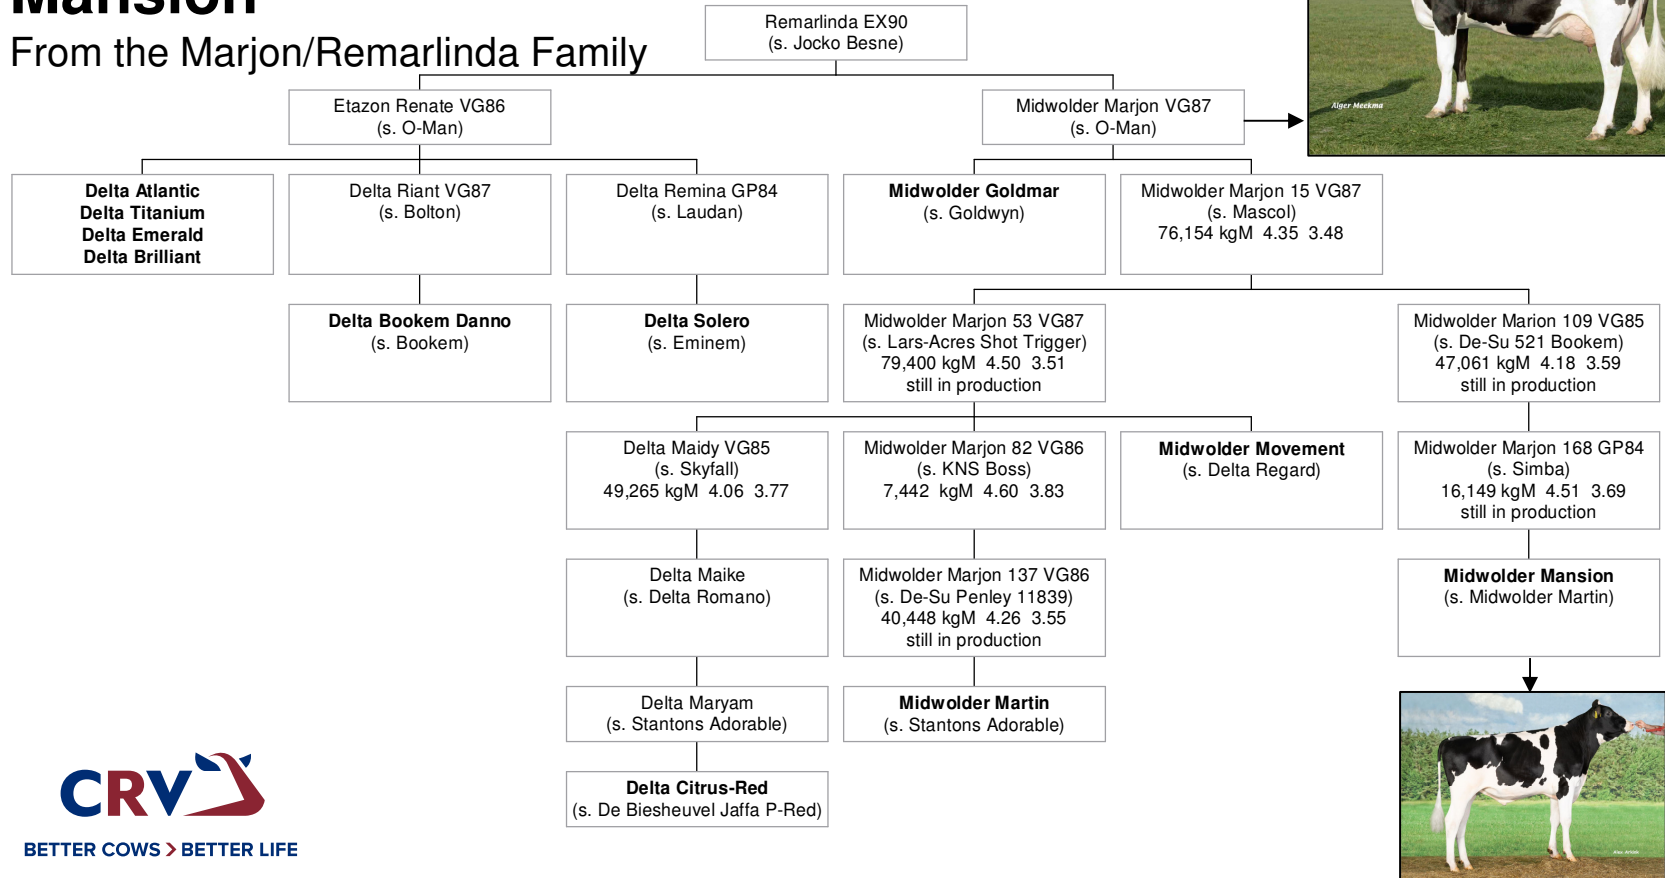 Mansion
From the Marjon/Remarlinda Family
Remarlinda EX90
(s. Jocko Besne)
Etazon Renate VG86
(s. O-Man)
Midwolder Marjon VG87
(s. O-Man)
Alger Meekma
Delta Atlantic
Delta Titanium
Delta Emerald
Delta Brilliant
Delta Riant VG87
(s. Bolton)
Delta Remina GP84
(s. Laudan)
Midwolder Goldmar
(s. Goldwyn)
Midwolder Marjon 15 VG87
(s. Mascol)
76,154 kgM 4.35 3.48
Delta Bookem Danno
(s. Bookem)
Delta Solero
(s. Eminem)
Midwolder Marjon 53 VG87
(s. Lars-Acres Shot Trigger)
79,400 kgM 4.50 3.51
still in production
Midwolder Marion 109 VG85
(s. De-Su 521 Bookem)
47,061 kgM 4.18 3.59
still in production
Delta Maidy VG85
(s. Skyfall)
49,265 kgM 4.06 3.77
Midwolder Marjon 82 VG86
(s. KNS Boss)
7,442 kgM 4.60 3.83
Midwolder Movement
(s. Delta Regard)
Midwolder Marjon 168 GP84
(s. Simba)
16,149 kgM 4.51 3.69
still in production
Delta Maike
(s. Delta Romano)
Midwolder Marjon 137 VG86
(s. De-Su Penley 11839)
40,448 kgM 4.26 3.55
still in production
Midwolder Mansion
(s. Midwolder Martin)
Delta Maryam
(s. Stantons Adorable)
Midwolder Martin
(s. Stantons Adorable)
Delta Citrus-Red
(s. De Biesheuvel Jaffa P-Red)
CRV
BETTER COWS > BETTER LIFE